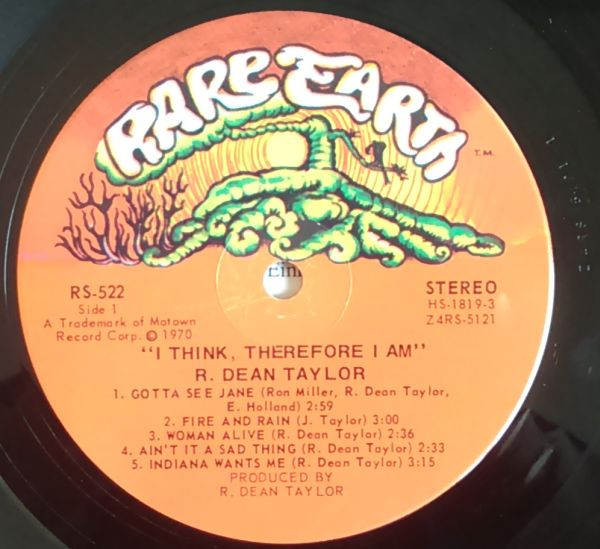 RARE EARTH
T.M.
RS-522
Side 1
A Trademark of Motown
Record Corp. © 1970
STEREO
HS-1819-3
Z4RS-5121
"I THINK, THEREFORE I AM"
R. DEAN TAYLOR
1. GOTTA SEE JANE (Ron Miller, R. Dean Taylor,
E. Holland) 2:59
2. FIRE AND RAIN (J. Taylor) 3:00
3. WOMAN ALIVE (R. Dean Taylor) 2:36
4. AIN'T IT A SAD THING (R. Dean Taylor) 2:33
5. INDIANA WANTS ME (R. Dean Taylor) 3:15
PRODUCED BY
R. DEAN TAYLOR